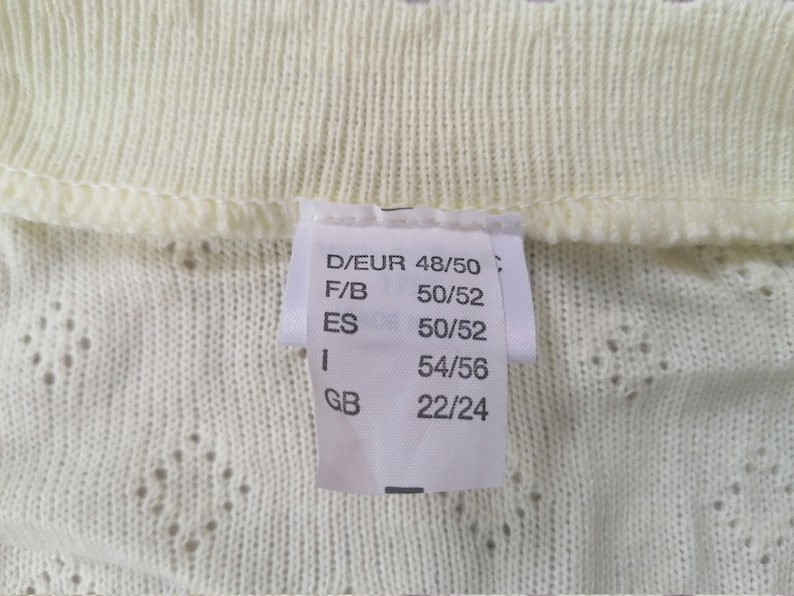 D/EUR 48/50
F/B 50/52
ES 50/52
I 54/56
GB 22/24